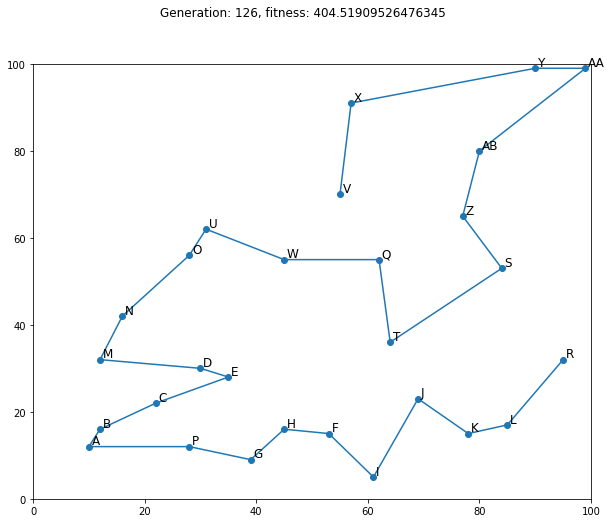 Generation: 126, fitness: 404.51909526476345
100
Y
AA
X
80
AB
V
Z
U
60
O
W
Q
S
N
40
T
M
R
D
E
20
C
J
B
H
F
K
L
A
P
G
I
0
0
20
40
60
80
100